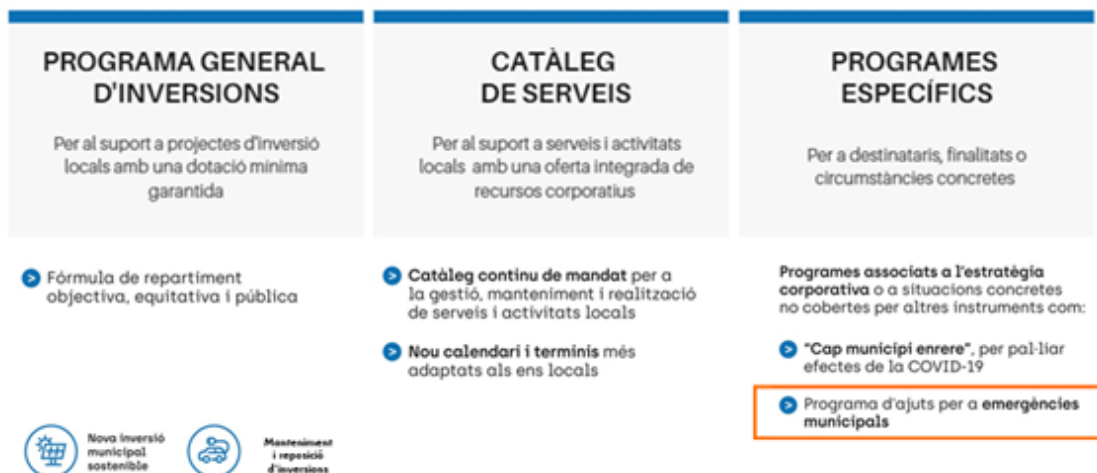 PROGRAMA GENERAL
D'INVERSIONS
Per al suport a projectes d'inversió
locals amb una dotació mínima
garantida
Fórmula de repartiment
objectiva, equitativa i pública
Nova inversió
municipal
sostenible
Manteniment
i reposició
d'inversions
CATÀLEG
DE SERVEIS
Per al suport a serveis i activitats
locals amb una oferta integrada de
recursos corporatius
Catàleg continu de mandat per a
la gestió, manteniment i realització
de serveis i activitats locals
Nou calendari i terminis més
adaptats als ens locals
PROGRAMES
ESPECÍFICS
Per a destinataris, finalitats o
circumstàncies concretes
Programes associats a l'estratègia
corporativa o a situacions concretes
no cobertes per altres instruments com:
"Cap municipi enrere", per pal·liar
efectes de la COVID-19
Programa d'ajuts per a emergències
municipals